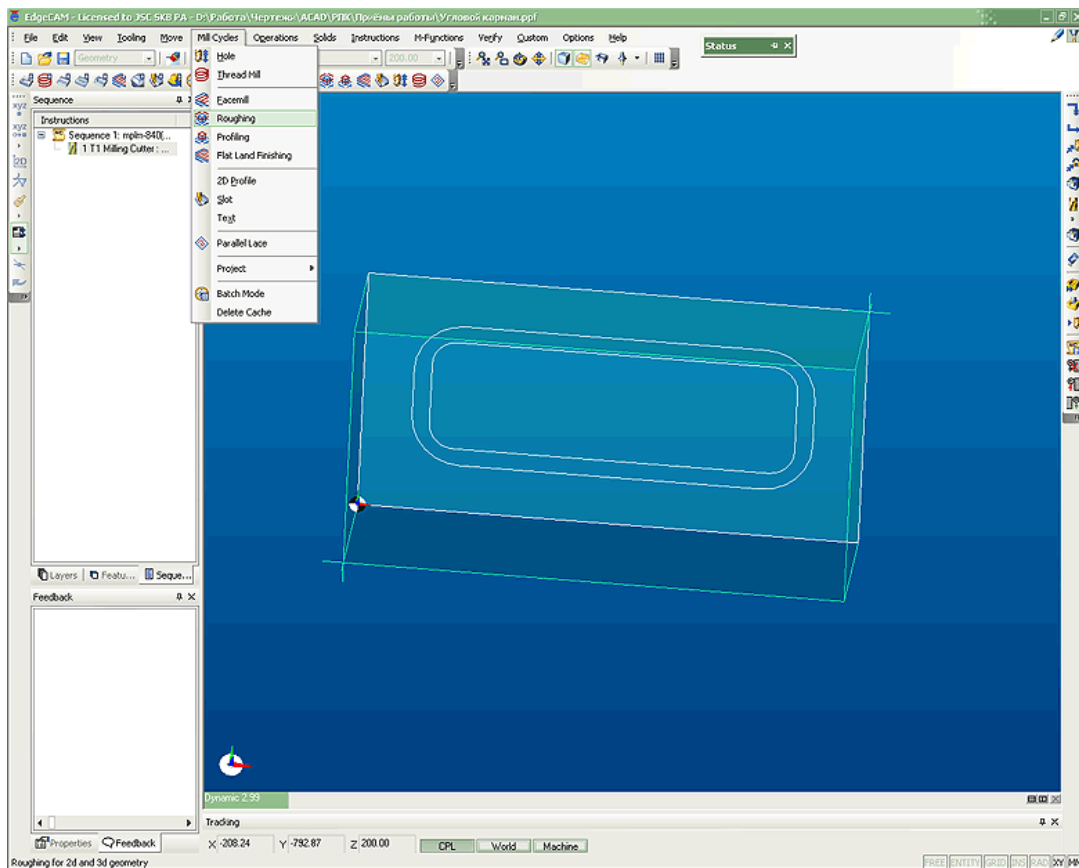 EdgeCAM - Licensed to JSC SKB PA - D:\Работа\Чертежи\ACAD\РПК\Приёмы работы\Угловой карман.ppf
File Edit View Tooling Move Mill Cycles Operations Solids Instructions M-Functions Verify Custom Options Help
Geometry 200.00
Status
Hole
Thread Mill
Facemill
Roughing
Profiling
Flat Land Finishing
2D Profile
Slot
Text
Parallel Lace
Project
Batch Mode
Delete Cache
Sequence
Instructions
Sequence 1: mplm-840(...
1 T1 Milling Cutter : ...
xyz
xyz
2D
Layers Featu... Seque...
Feedback
Dynamic 2.99
Tracking
Properties Feedback
X -208.24 Y -792.87 Z 200.00 CPL World Machine
Roughing for 2d and 3d geometry
FREE ENTITY GRID INS RAD XY MM